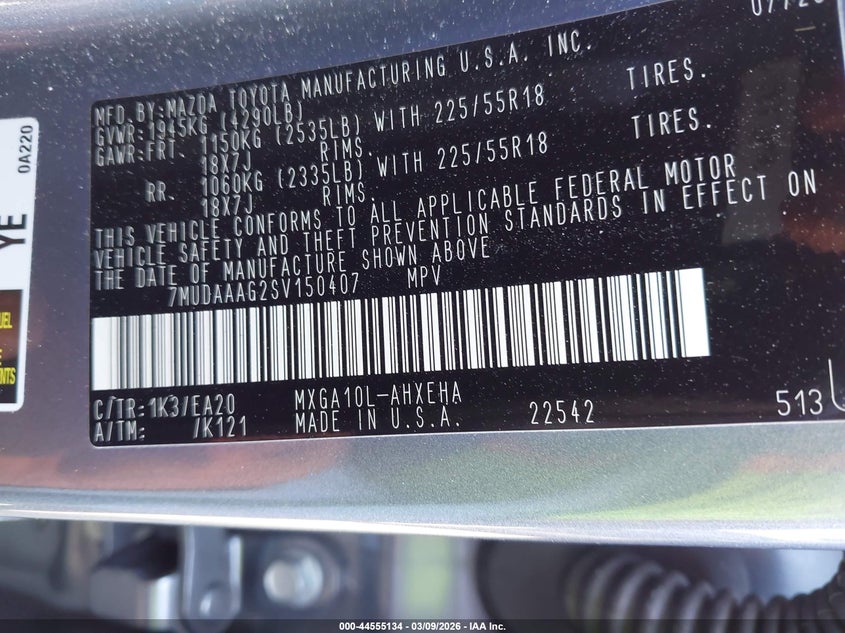 MFD.BY:MAZDA TOYOTA MANUFACTURING U.S.A. INC.
GVWR:1945KG (4290LB)
GAWR:FRT. 1150KG (2535LB) WITH 225/55R18 TIRES.
18X7J RIMS.
RR. 1060KG (2335LB) WITH 225/55R18 TIRES.
18X7J RIMS.
THIS VEHICLE CONFORMS TO ALL APPLICABLE FEDERAL MOTOR
VEHICLE SAFETY AND THEFT PREVENTION STANDARDS IN EFFECT ON
THE DATE OF MANUFACTURE SHOWN ABOVE
7MUDAAAG2SV150407 MPV
C/TR:1K3/EA20 MXGA10L-AHXEHA
A/TM: /K121 MADE IN U.S.A. 22542 513
0A220
YE
000-44555134 - 03/09/2026 - IAA Inc.